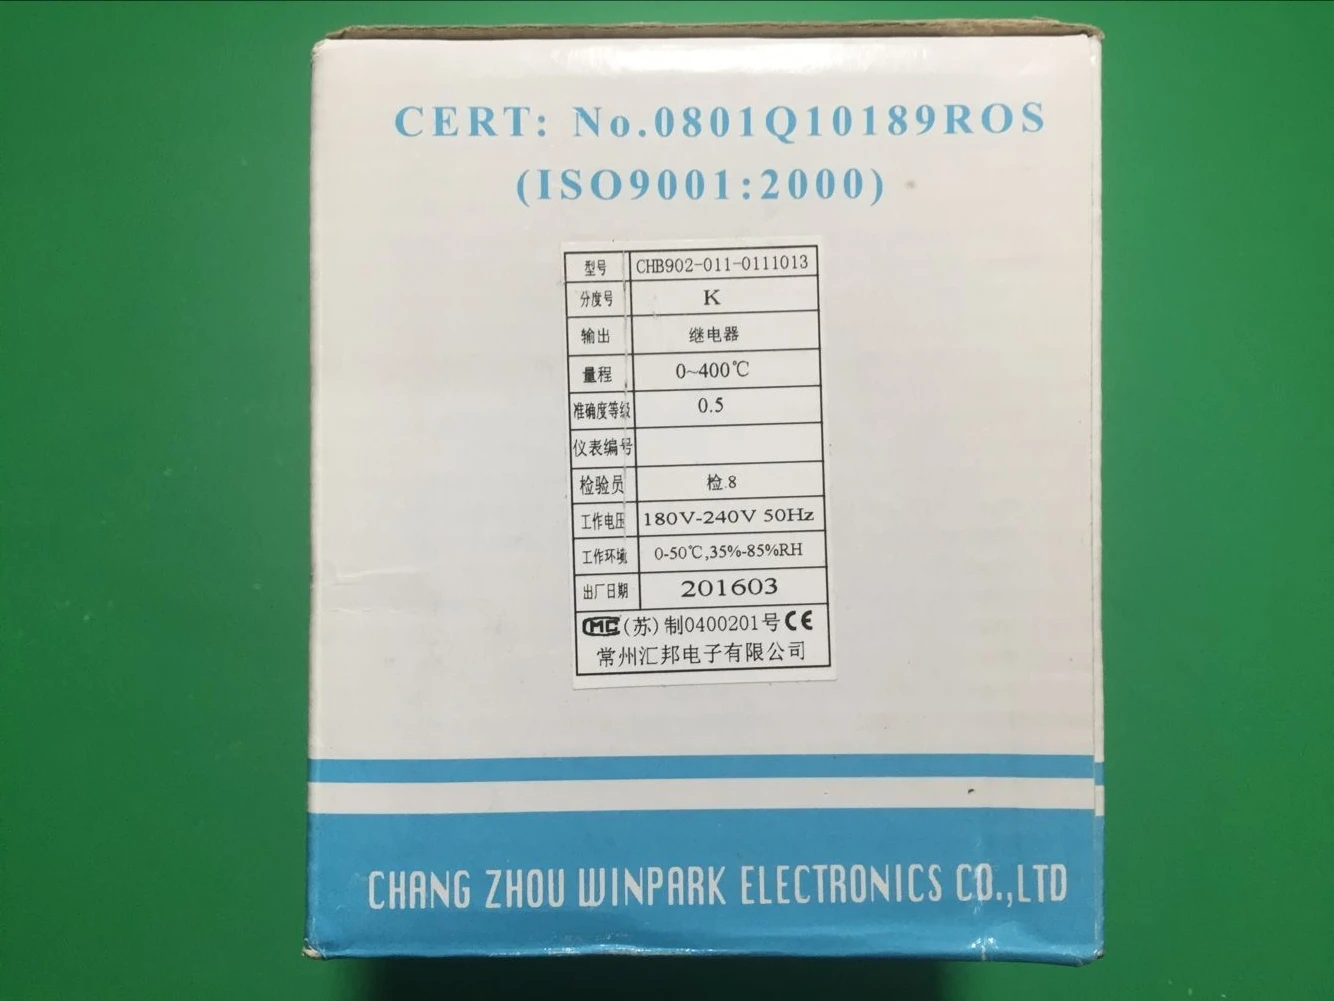 CERT: No.0801Q10189ROS
(ISO9001:2000)
型号 CHB902-011-0111013
分度号 K
输出 继电器
量程 0~400℃
准确度等级 0.5
仪表编号
检验员 检.8
工作电压 180V-240V 50Hz
工作环境 0-50℃,35%-85%RH
出厂日期 201603
MC (苏)制0400201号 CE
常州汇邦电子有限公司
CHANG ZHOU WINPARK ELECTRONICS CO.,LTD